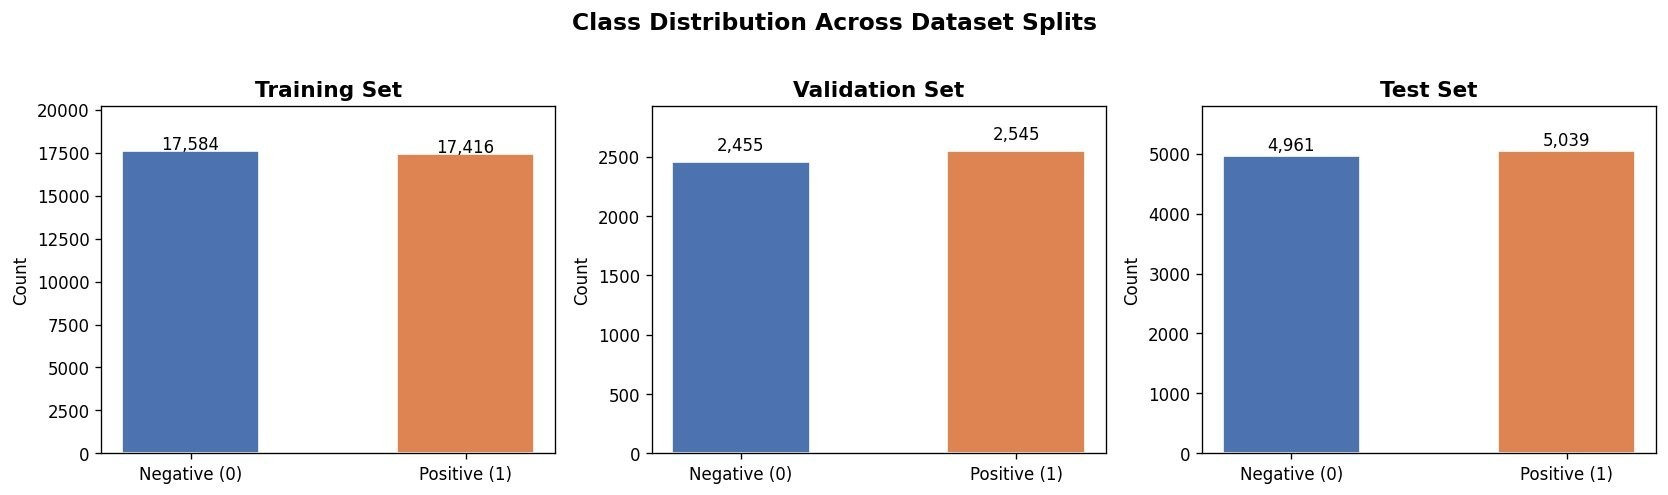 Class Distribution Across Dataset Splits
Training Set
20000
17500
15000
12500
10000
7500
5000
2500
0
Count
17,584
17,416
Negative (0)
Positive (1)
Validation Set
2500
2000
1500
1000
500
0
Count
2,455
2,545
Negative (0)
Positive (1)
Test Set
5000
4000
3000
2000
1000
0
Count
4,961
5,039
Negative (0)
Positive (1)